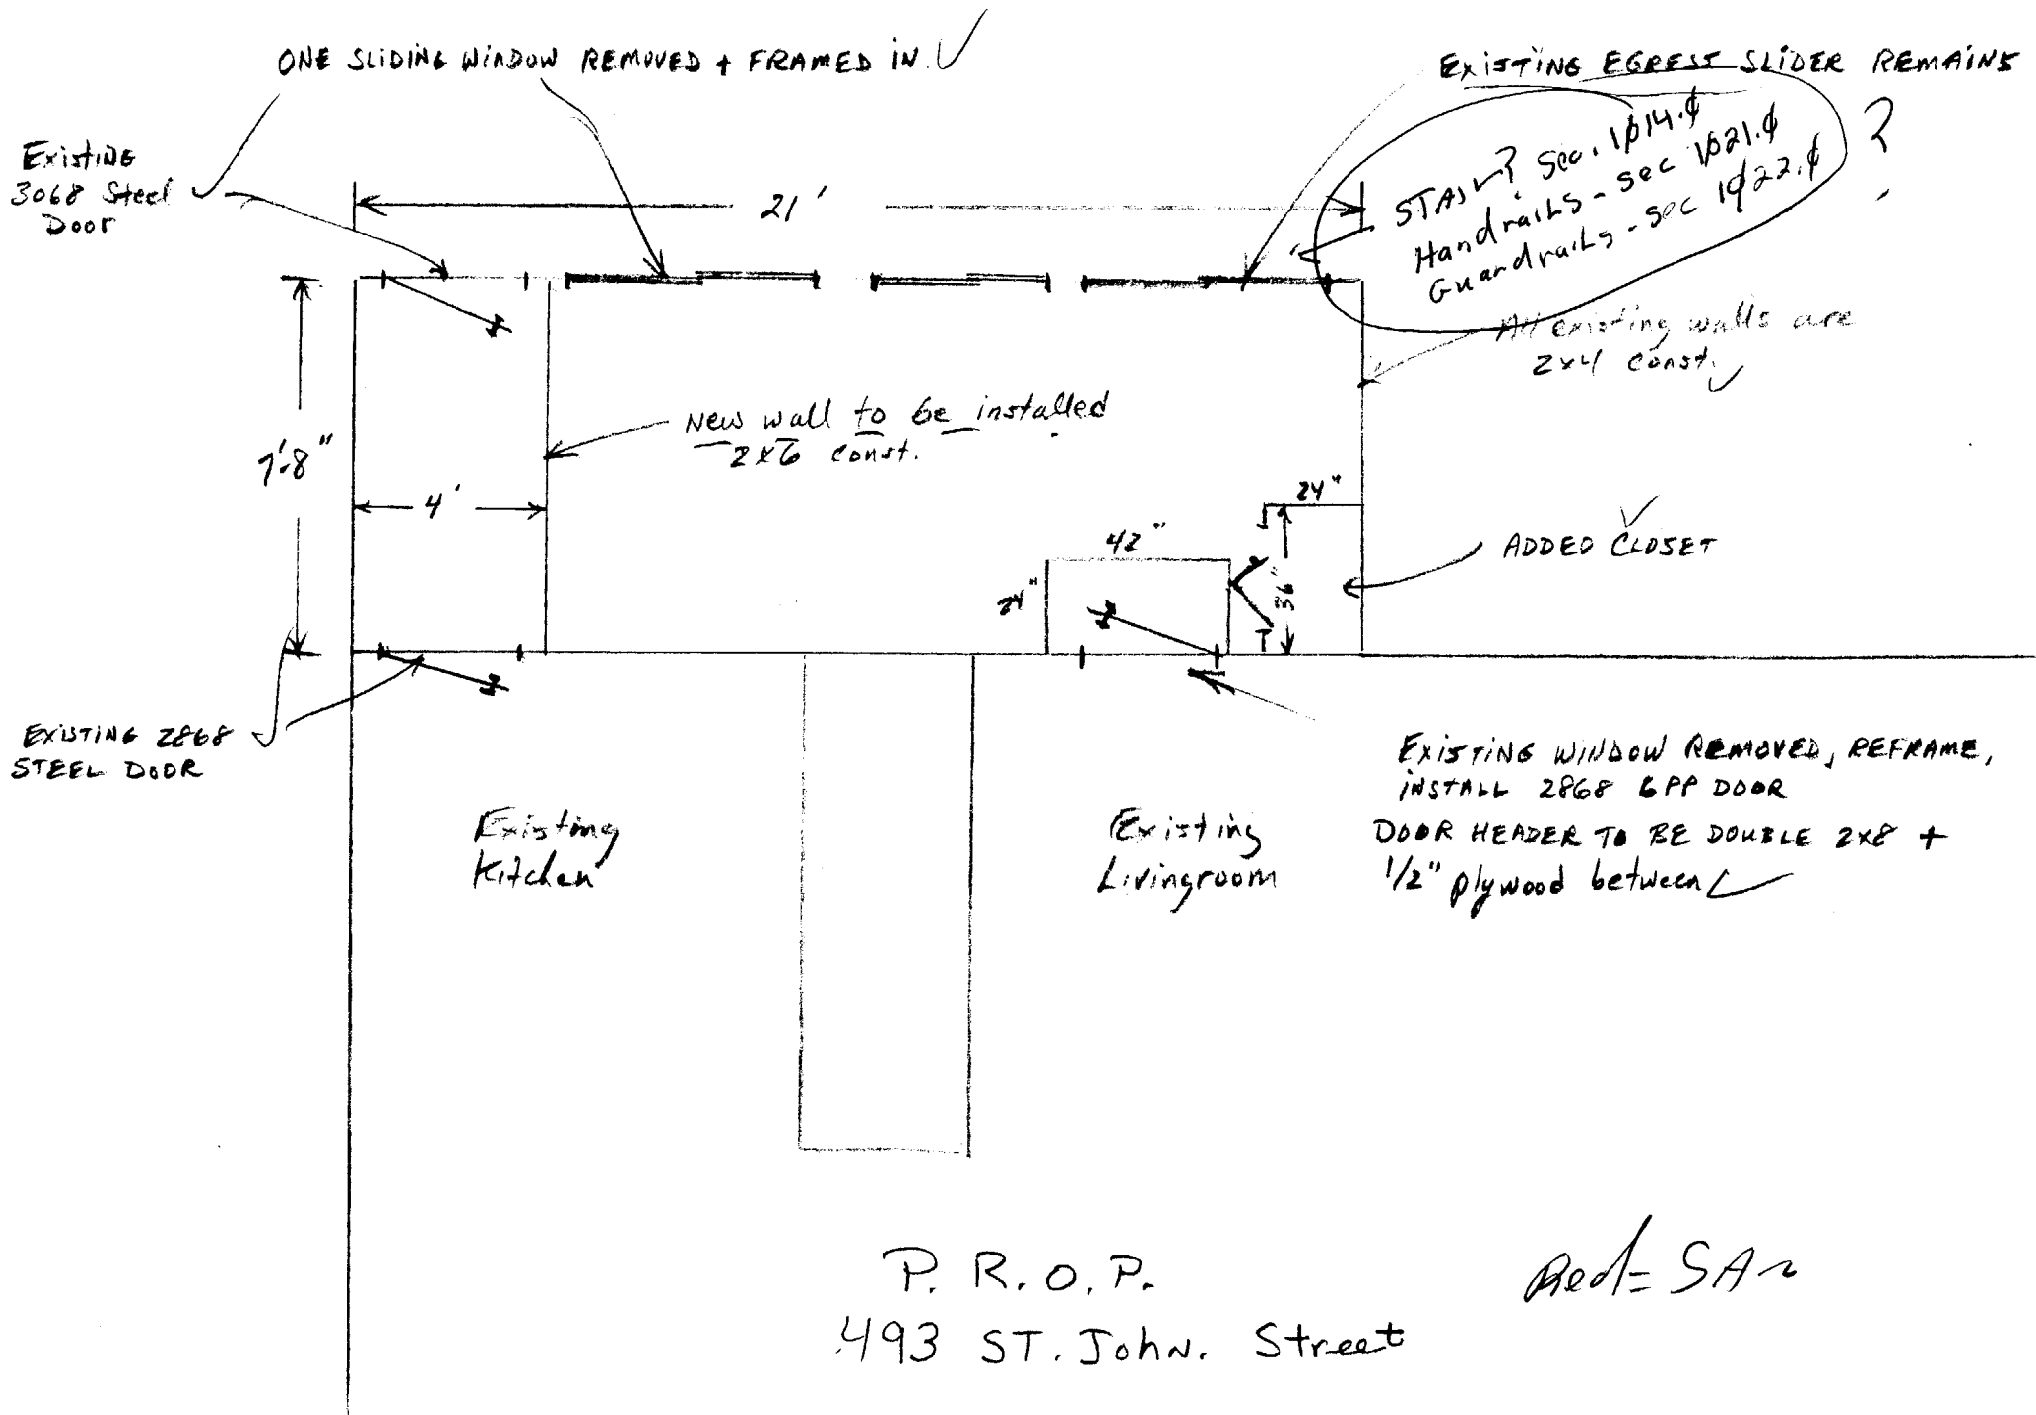 ONE SLIDING WINDOW REMOVED + FRAMED IN
EXISTING EGREST SLIDER REMAINS
STAIR? Sec. 1014.0
Handrails - sec 1021.0
Guardrails - sec 1022.0
?
Existing
3068 Steel
Door
21'
All existing walls are
2x4 const.
New wall to be installed
2x6 const.
7'-8"
4'
24"
42"
24"
36"
ADDED CLOSET
EXISTING 2868
STEEL DOOR
EXISTING WINDOW REMOVED, REFRAME,
INSTALL 2868 6PP DOOR
DOOR HEADER TO BE DOUBLE 2x8 +
1/2" plywood between
Existing
Kitchen
Existing
Livingroom
P. R. O. P.
493 ST. John. Street
Red=